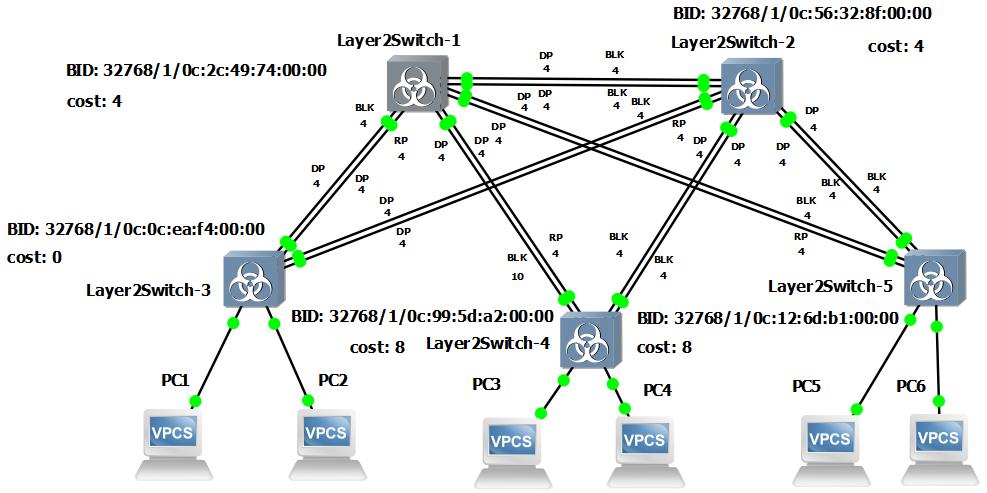 BID: 32768/1/0c:56:32:8f:00:00
Layer2Switch-1
Layer2Switch-2
cost: 4
BID: 32768/1/0c:2c:49:74:00:00
cost: 4
DP
4
BLK
4
DP
4
DP
4
BLK
4
BLK
4
BLK
4
RP
4
DP
4
DP
4
DP
4
RP
4
DP
4
DP
4
DP
4
DP
4
DP
4
DP
4
DP
4
DP
4
BLK
4
BLK
4
BLK
4
RP
4
RP
4
BLK
10
BLK
4
BLK
4
BID: 32768/1/0c:0c:ea:f4:00:00
cost: 0
Layer2Switch-3
Layer2Switch-5
BID: 32768/1/0c:99:5d:a2:00:00
cost: 8
Layer2Switch-4
BID: 32768/1/0c:12:6d:b1:00:00
cost: 8
PC1
PC2
PC3
PC4
PC5
PC6
VPCS
VPCS
VPCS
VPCS
VPCS
VPCS